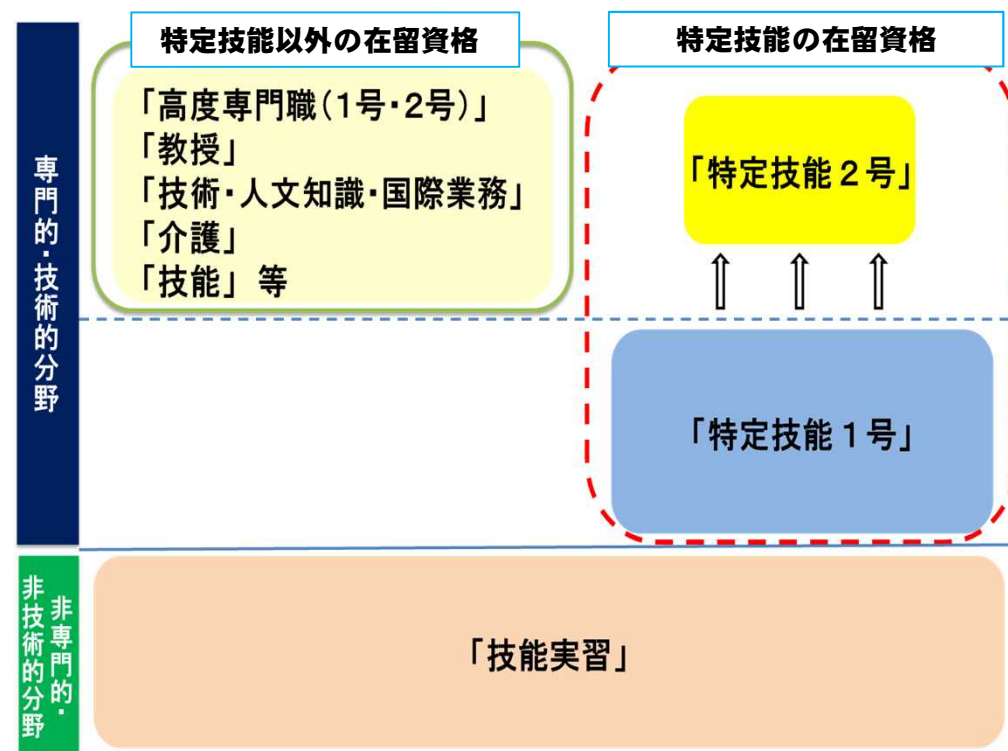 特定技能以外の在留資格
特定技能の在留資格
専門的・技術的分野
「高度専門職(1号・2号)」
「教授」
「技術・人文知識・国際業務」
「介護」
「技能」等
「特定技能2号」
「特定技能1号」
非専門的・
非技術的分野
「技能実習」